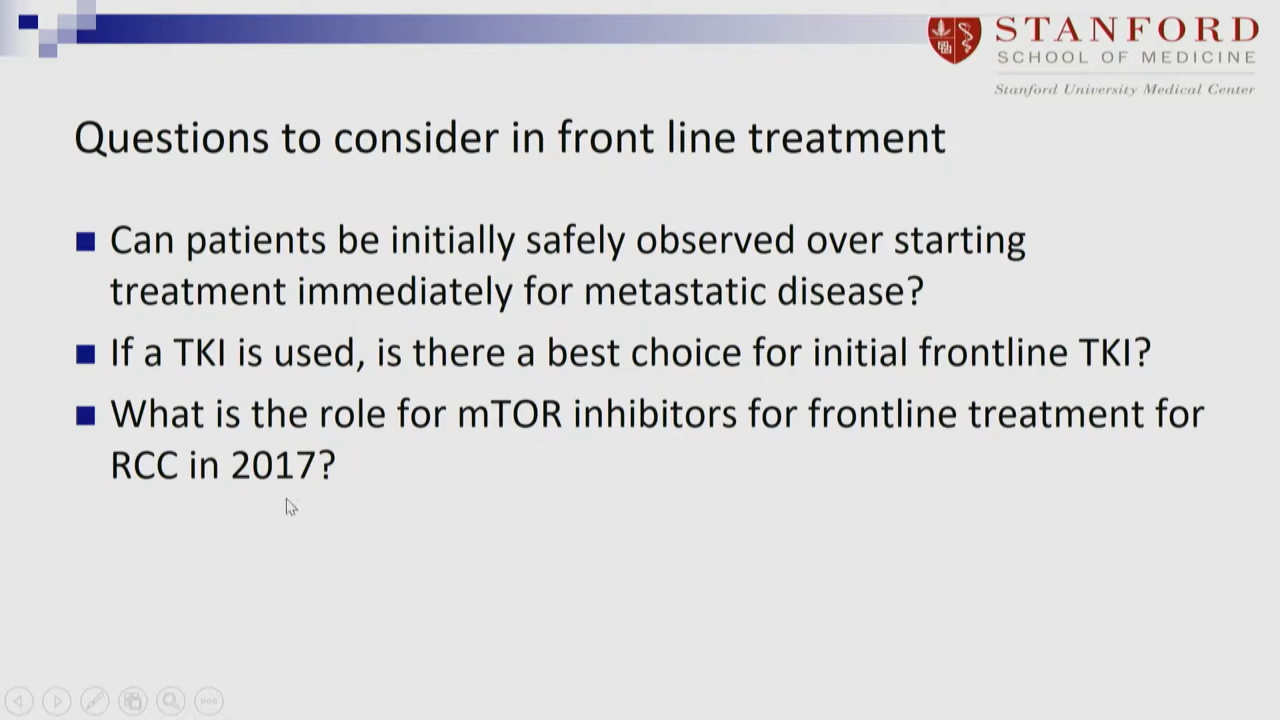 STANFORD
SCHOOL OF MEDICINE
Stanford University Medical Center
Questions to consider in front line treatment
Can patients be initially safely observed over starting
treatment immediately for metastatic disease?
If a TKI is used, is there a best choice for initial frontline TKI?
What is the role for mTOR inhibitors for frontline treatment for
RCC in 2017?